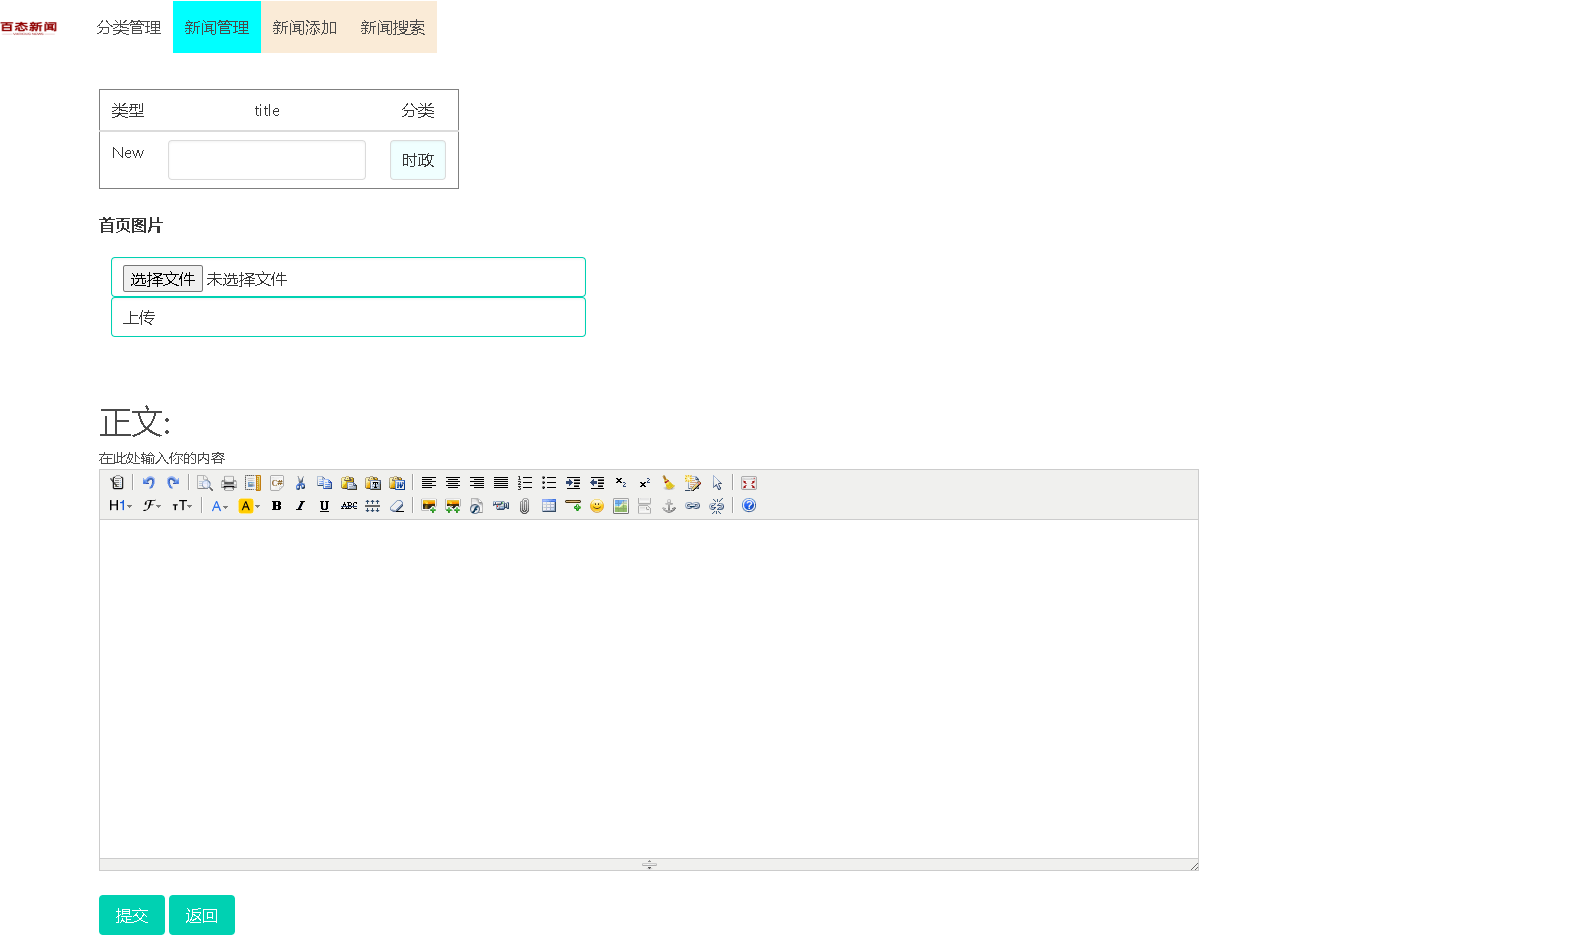 百态新闻 分类管理 新闻管理 新闻添加 新闻搜索
类型 title 分类
New 时政
首页图片
选择文件 未选择文件
上传
正文:
在此处输入你的内容
H1 F TT A A B I U ABC
提交 返回